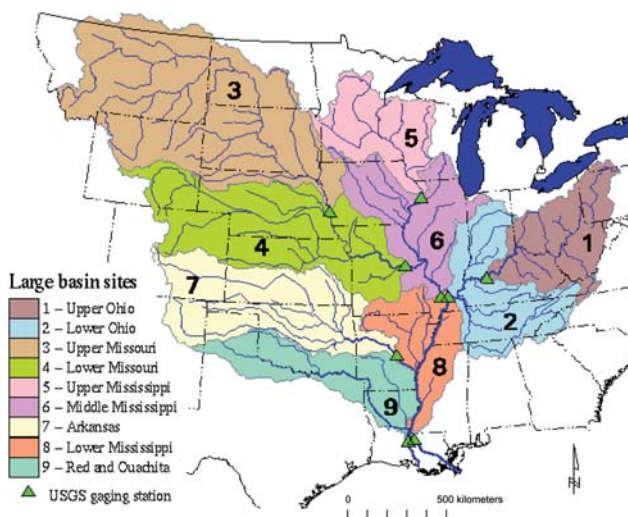 3
5
1
6
4
7
2
8
9
Large basin sites
1 – Upper Ohio
2 – Lower Ohio
3 – Upper Missouri
4 – Lower Missouri
5 – Upper Mississippi
6 – Middle Mississippi
7 – Arkansas
8 – Lower Mississippi
9 – Red and Ouachita
USGS gaging station
N
0 500 kilometers